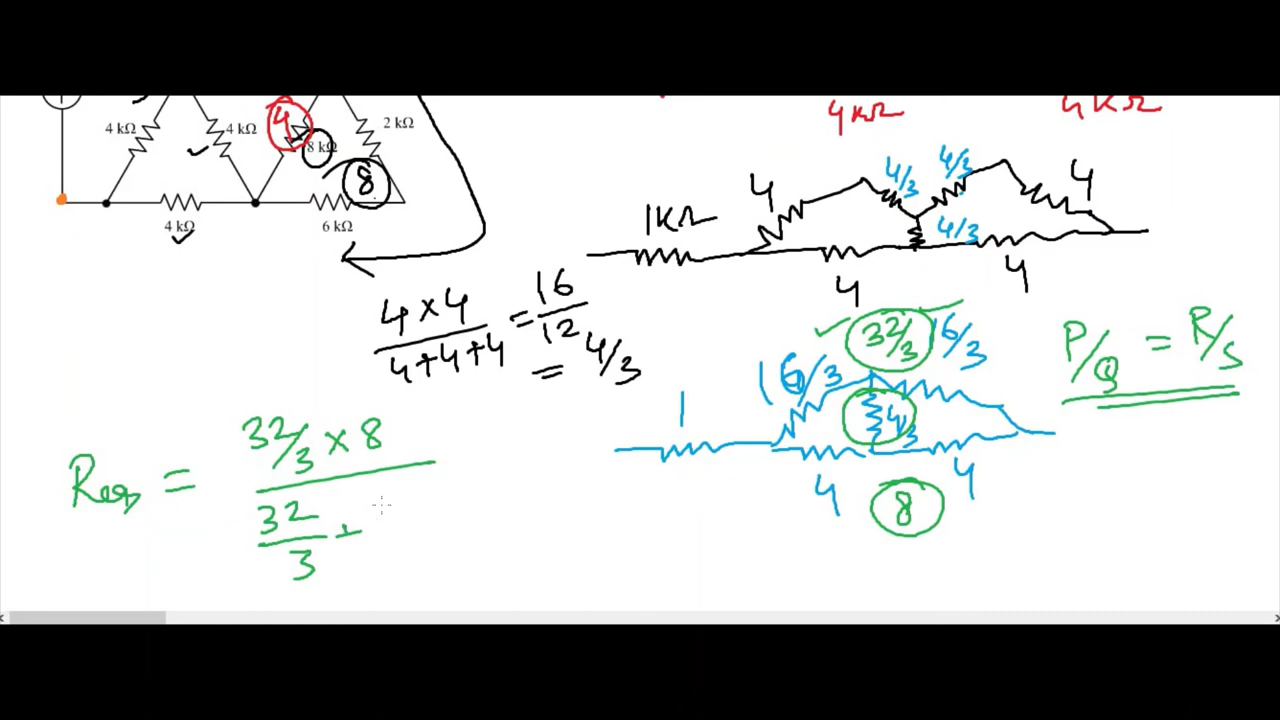 4kΩ 4kΩ
4 kΩ 4 kΩ 4 8 kΩ 2 kΩ
8
4 kΩ 6 kΩ
1kΩ 4 4/3 4/3 4
4/3
4 4
4×4/4+4+4 = 16/12
= 4/3
32/3 16/3 P/Q = R/S
1 16/3 4/3
4 4
8
Req = 32/3 × 8
32/3 +